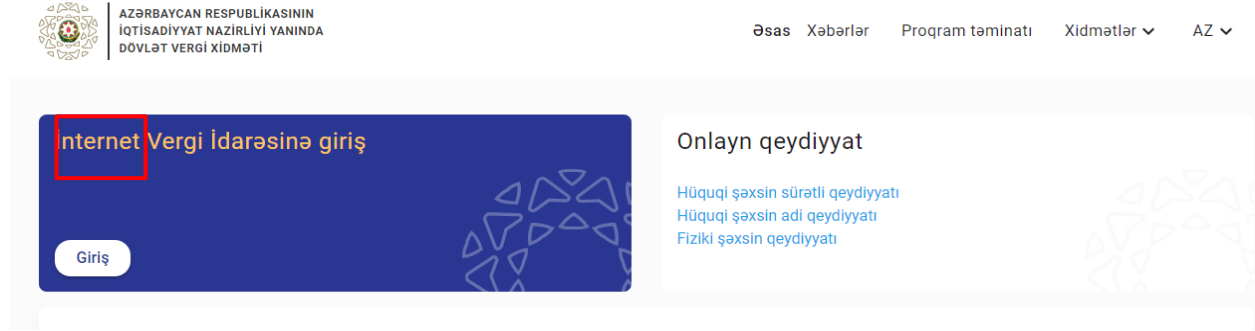 AZƏRBAYCAN RESPUBLİKASININ
İQTİSADİYYAT NAZİRLİYİ YANINDA
DÖVLƏT VERGİ XİDMƏTİ
Əsas Xəbərlər Proqram təminatı Xidmətlər AZ
İnternet Vergi İdarəsinə giriş
Giriş
Onlayn qeydiyyat
Hüquqi şəxsin sürətli qeydiyyatı
Hüquqi şəxsin adi qeydiyyatı
Fiziki şəxsin qeydiyyatı